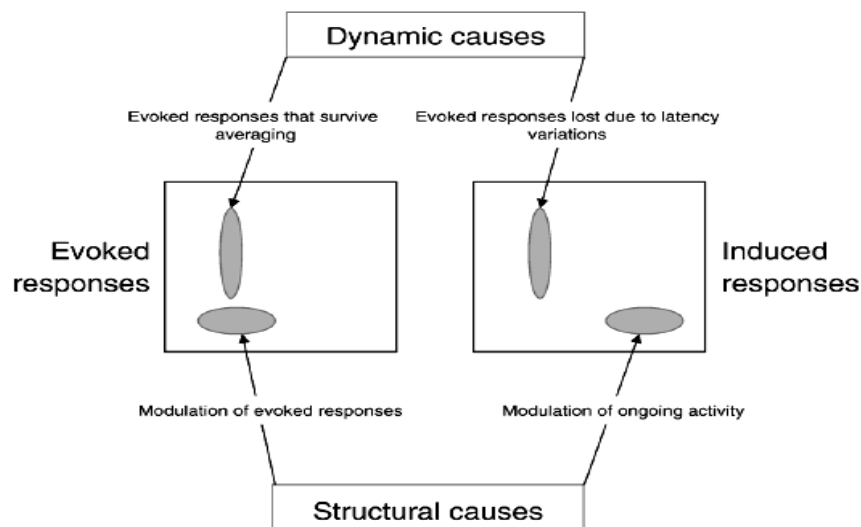 Dynamic causes
Evoked responses that survive
averaging
Evoked responses lost due to latency
variations
Evoked
responses
Induced
responses
Modulation of evoked responses
Modulation of ongoing activity
Structural causes